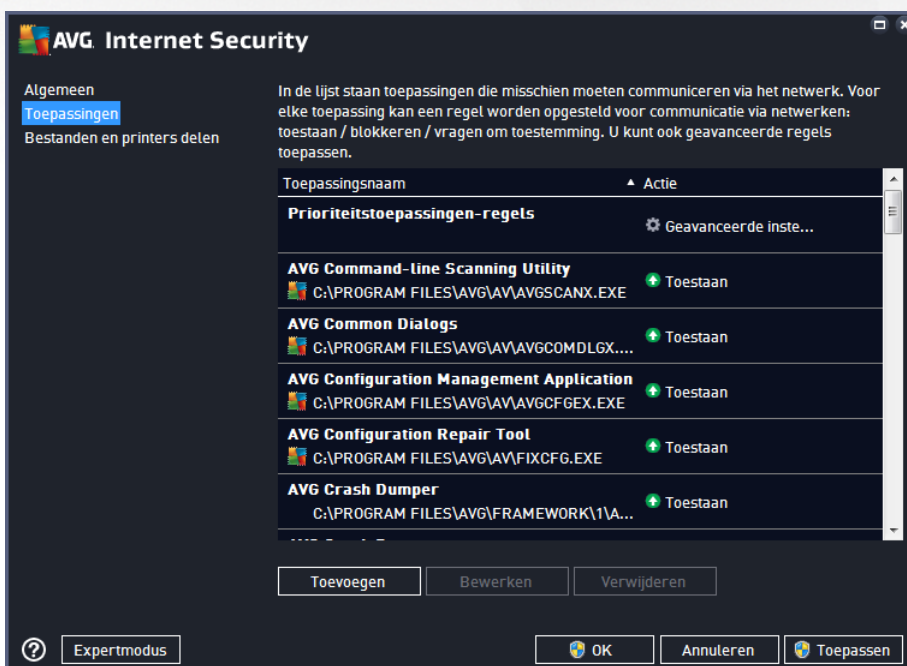 AVG Internet Security
Algemeen
Toepassingen
Bestanden en printers delen
In de lijst staan toepassingen die misschien moeten communiceren via het netwerk. Voor
elke toepassing kan een regel worden opgesteld voor communicatie via netwerken:
toestaan / blokkeren / vragen om toestemming. U kunt ook geavanceerde regels
toepassen.
Toepassingsnaam Actie
Prioriteitstoepassingen-regels
Geavanceerde inste...
AVG Command-line Scanning Utility
C:\PROGRAM FILES\AVG\AV\AVGSCANX.EXE
Toestaan
AVG Common Dialogs
C:\PROGRAM FILES\AVG\AV\AVGCOMDLGX....
Toestaan
AVG Configuration Management Application
C:\PROGRAM FILES\AVG\AV\AVGCFGEX.EXE
Toestaan
AVG Configuration Repair Tool
C:\PROGRAM FILES\AVG\AV\FIXCFG.EXE
Toestaan
AVG Crash Dumper
C:\PROGRAM FILES\AVG\FRAMEWORK\1\A...
Toestaan
Toevoegen Bewerken Verwijderen
? Expertmodus OK Annuleren Toepassen